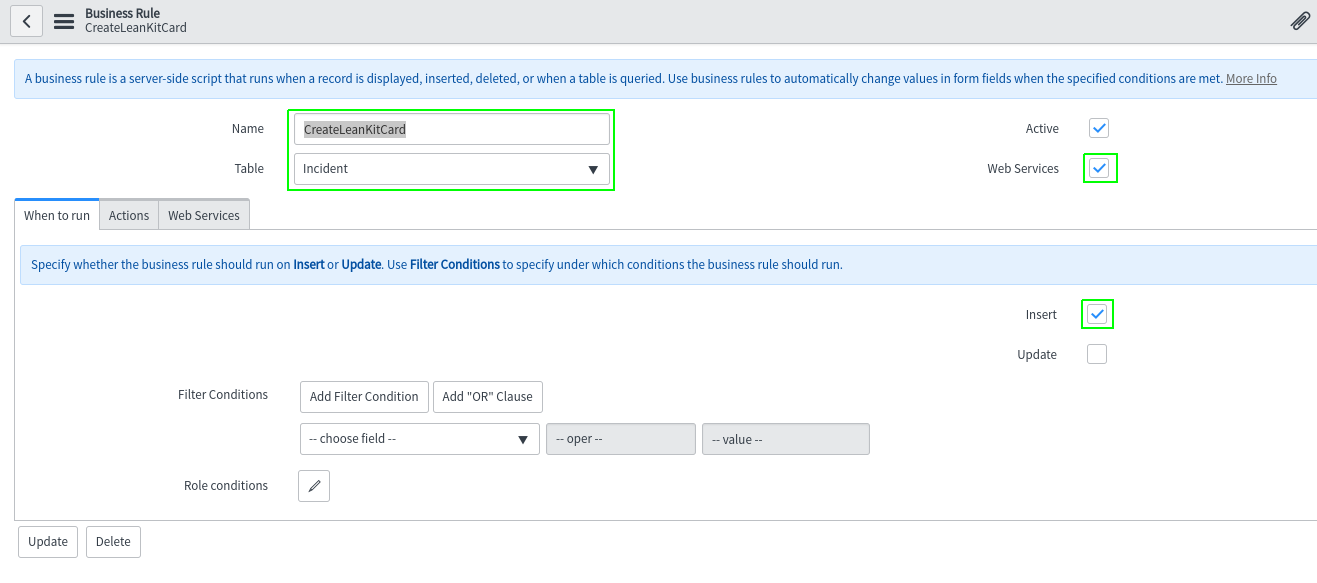 Business Rule
CreateLeanKitCard
A business rule is a server-side script that runs when a record is displayed, inserted, deleted, or when a table is queried. Use business rules to automatically change values in form fields when the specified conditions are met. More Info
Name CreateLeanKitCard Active
Table Incident Web Services
When to run Actions Web Services
Specify whether the business rule should run on Insert or Update. Use Filter Conditions to specify under which conditions the business rule should run.
Insert
Update
Filter Conditions Add Filter Condition Add "OR" Clause
-- choose field -- -- oper -- -- value --
Role conditions
Update Delete